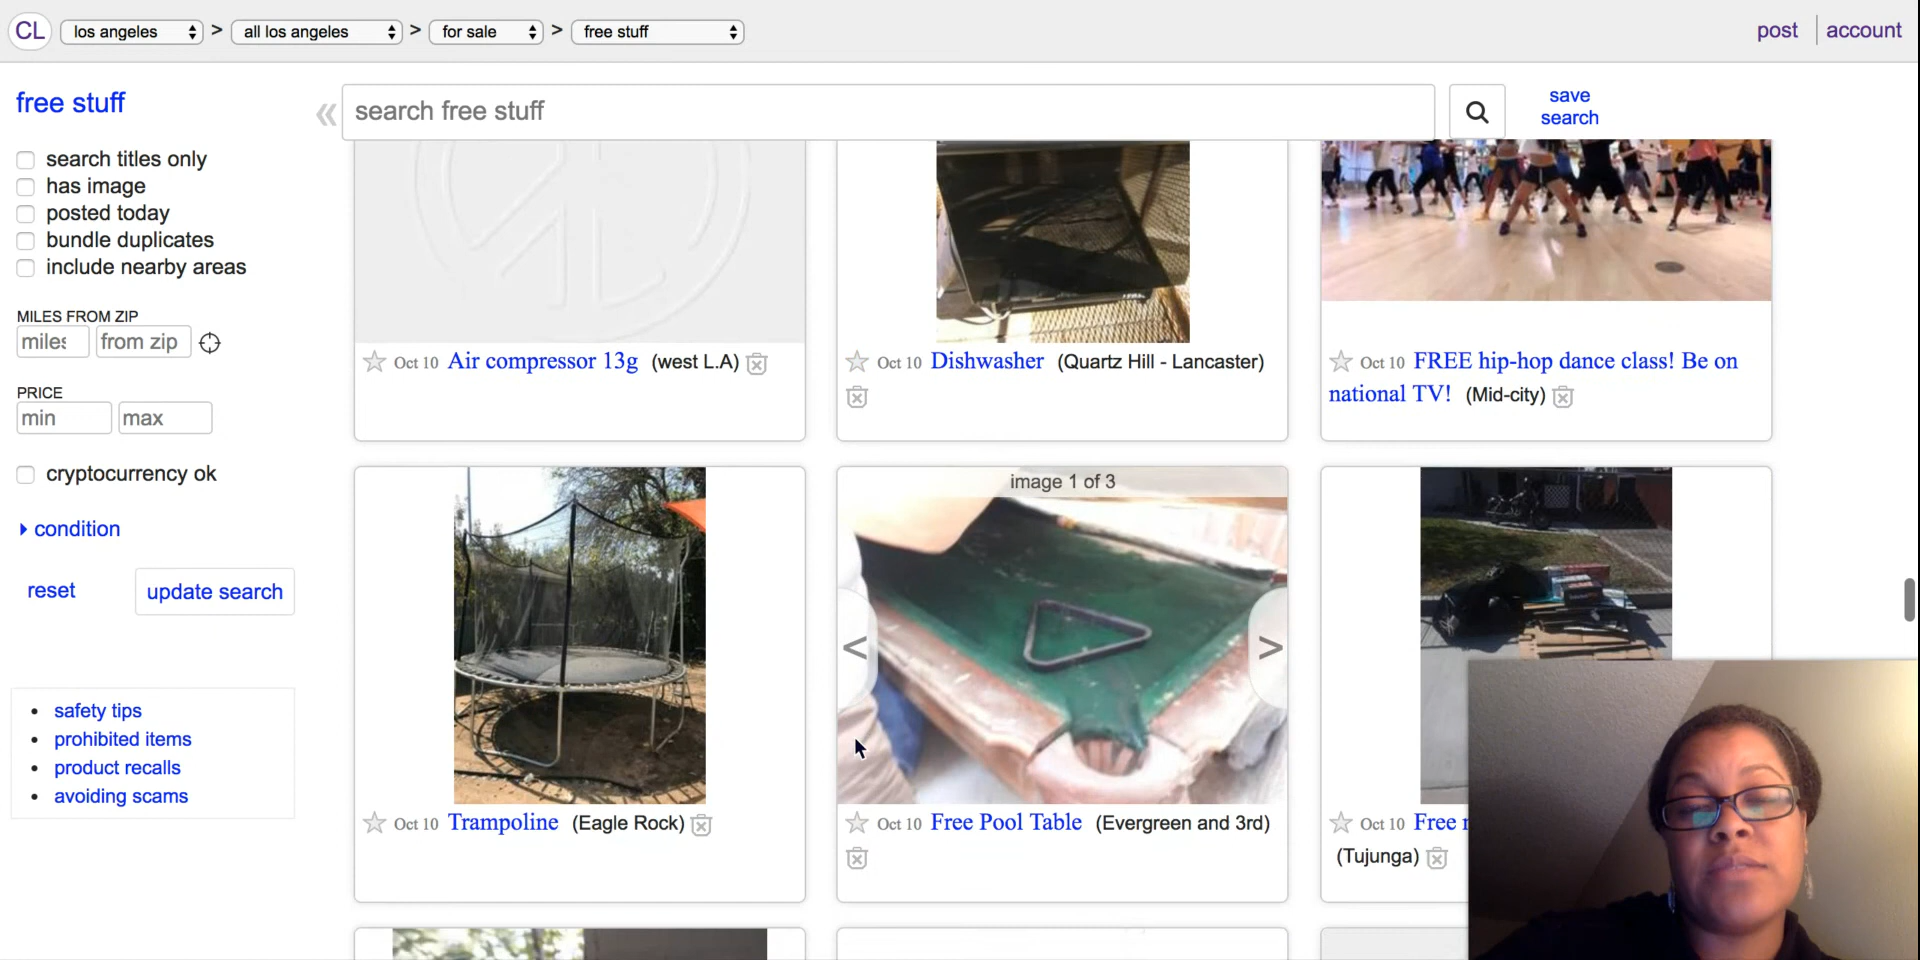 CL los angeles > all los angeles > for sale > free stuff post account
free stuff
« search free stuff
save
search
search titles only
has image
posted today
bundle duplicates
include nearby areas
MILES FROM ZIP
miles from zip
PRICE
min max
cryptocurrency ok
condition
reset update search
safety tips
prohibited items
product recalls
avoiding scams
Oct 10 Air compressor 13g (west L.A)
Oct 10 Dishwasher (Quartz Hill - Lancaster)
Oct 10 FREE hip-hop dance class! Be on
national TV! (Mid-city)
image 1 of 3
< >
Oct 10 Trampoline (Eagle Rock)
Oct 10 Free Pool Table (Evergreen and 3rd)
Oct 10 Free
(Tujunga)